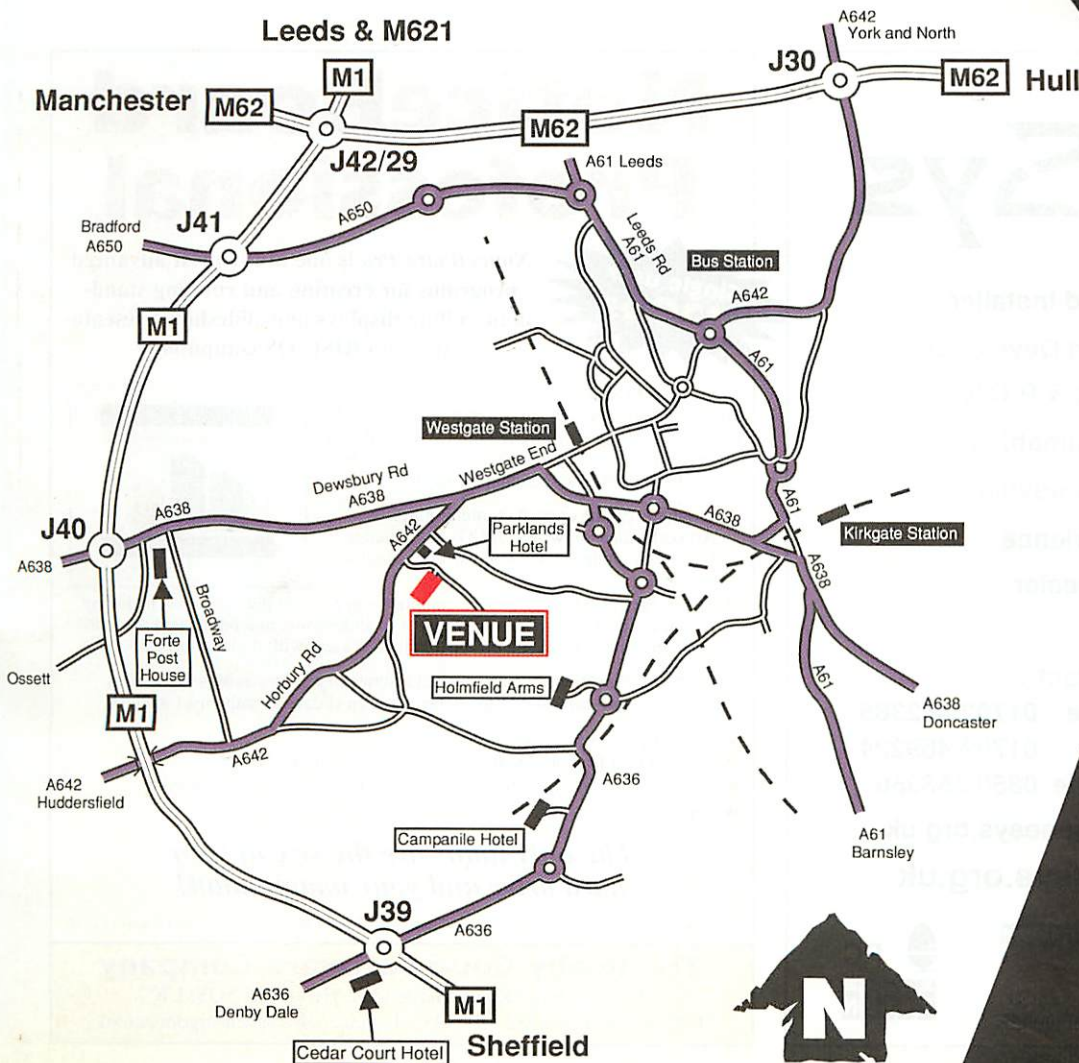 Leeds & M621
A642
York and North
J30
M1
M62
Hull
Manchester
M62
M62
J42/29
A61 Leeds
Bradford
A650
J41
A650
Leeds Rd
A61
Bus Station
A642
M1
A61
Westgate Station
Westgate End
Dewsbury Rd
A638
A638
J40
A638
A642
Parklands
Hotel
A638
A61
Kirkgate Station
A638
Broadway
Forte
Post
House
VENUE
Ossett
Horbury Rd
Holmfield Arms
A61
M1
A638
Doncaster
A642
A642
Huddersfield
A636
Campanile Hotel
A61
Barnsley
J39
A636
A636
Denby Dale
M1
N
Cedar Court Hotel
Sheffield